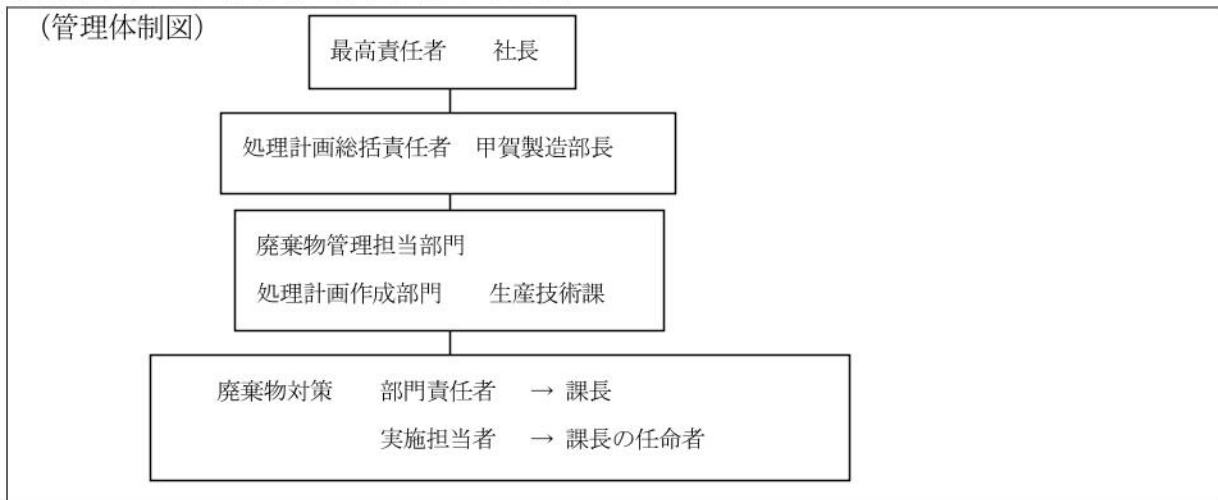 (管理体制図)
最高責任者 社長
処理計画総括責任者 甲賀製造部長
廃棄物管理担当部門
処理計画作成部門 生産技術課
廃棄物対策 部門責任者 → 課長
実施担当者 → 課長の任命者